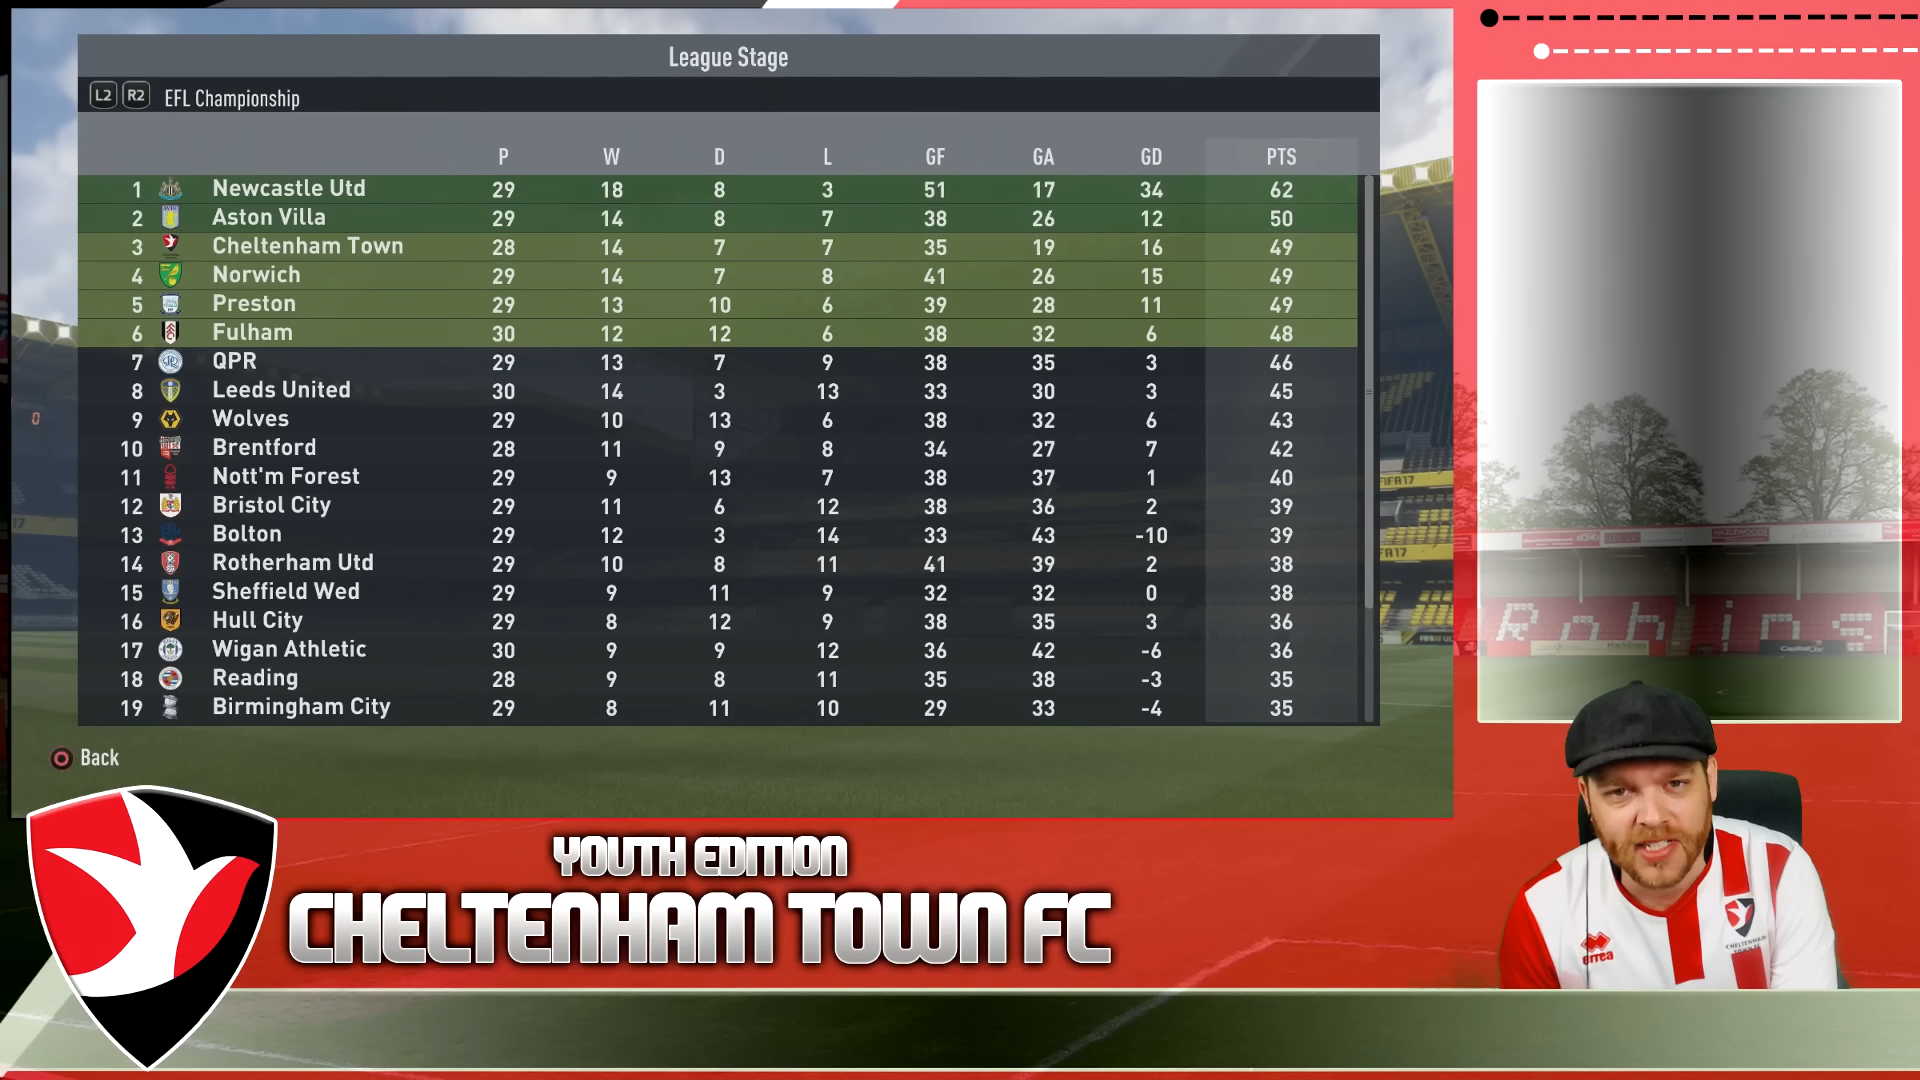 League Stage
L2 R2 EFL Championship
P W D L GF GA GD PTS
1 Newcastle Utd 29 18 8 3 51 17 34 62
2 Aston Villa 29 14 8 7 38 26 12 50
3 Cheltenham Town 28 14 7 7 35 19 16 49
4 Norwich 29 14 7 8 41 26 15 49
5 Preston 29 13 10 6 39 28 11 49
6 Fulham 30 12 12 6 38 32 6 48
7 QPR 29 13 7 9 38 35 3 46
8 Leeds United 30 14 3 13 33 30 3 45
9 Wolves 29 10 13 6 38 32 6 43
10 Brentford 28 11 9 8 34 27 7 42
11 Nott'm Forest 29 9 13 7 38 37 1 40
12 Bristol City 29 11 6 12 38 36 2 39
13 Bolton 29 12 3 14 33 43 -10 39
14 Rotherham Utd 29 10 8 11 41 39 2 38
15 Sheffield Wed 29 9 11 9 32 32 0 38
16 Hull City 29 8 12 9 38 35 3 36
17 Wigan Athletic 30 9 9 12 36 42 -6 36
18 Reading 28 9 8 11 35 38 -3 35
19 Birmingham City 29 8 11 10 29 33 -4 35
Back
YOUTH EDITION
CHELTENHAM TOWN FC
FIFA 17
FR 17
17
0
Robins
errea
CHELTENHAM
TOWN FC